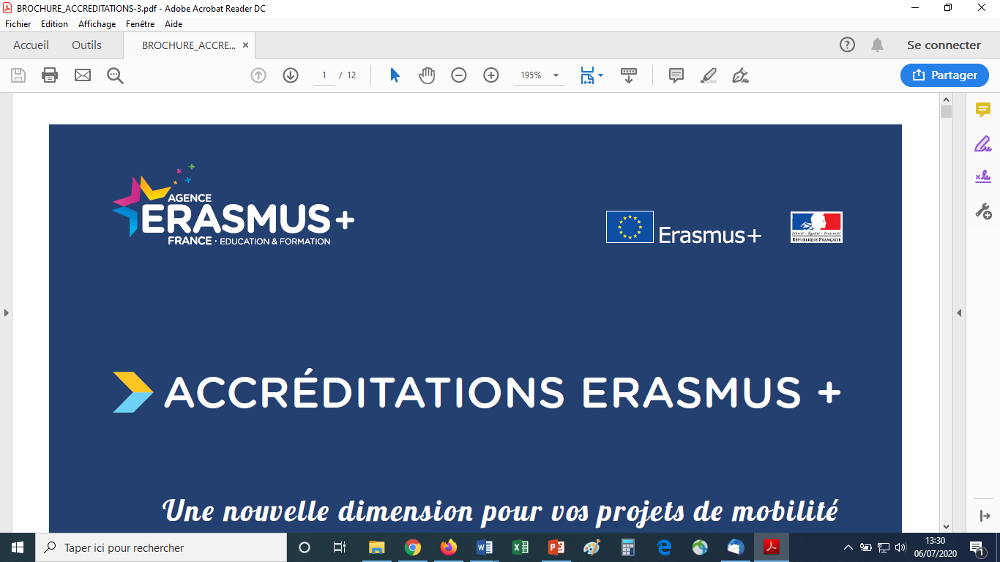 BROCHURE_ACCREDITATIONS-3.pdf - Adobe Acrobat Reader DC
Fichier Edition Affichage Fenêtre Aide
Accueil Outils BROCHURE_ACCRE... × Se connecter
1 / 12 195% Partager
AGENCE
ERASMUS+
FRANCE • EDUCATION & FORMATION
Erasmus+
Liberté • Égalité • Fraternité
RÉPUBLIQUE FRANÇAISE
ACCRÉDITATIONS ERASMUS +
Une nouvelle dimension pour vos projets de mobilité
Taper ici pour rechercher
13:30
06/07/2020
1